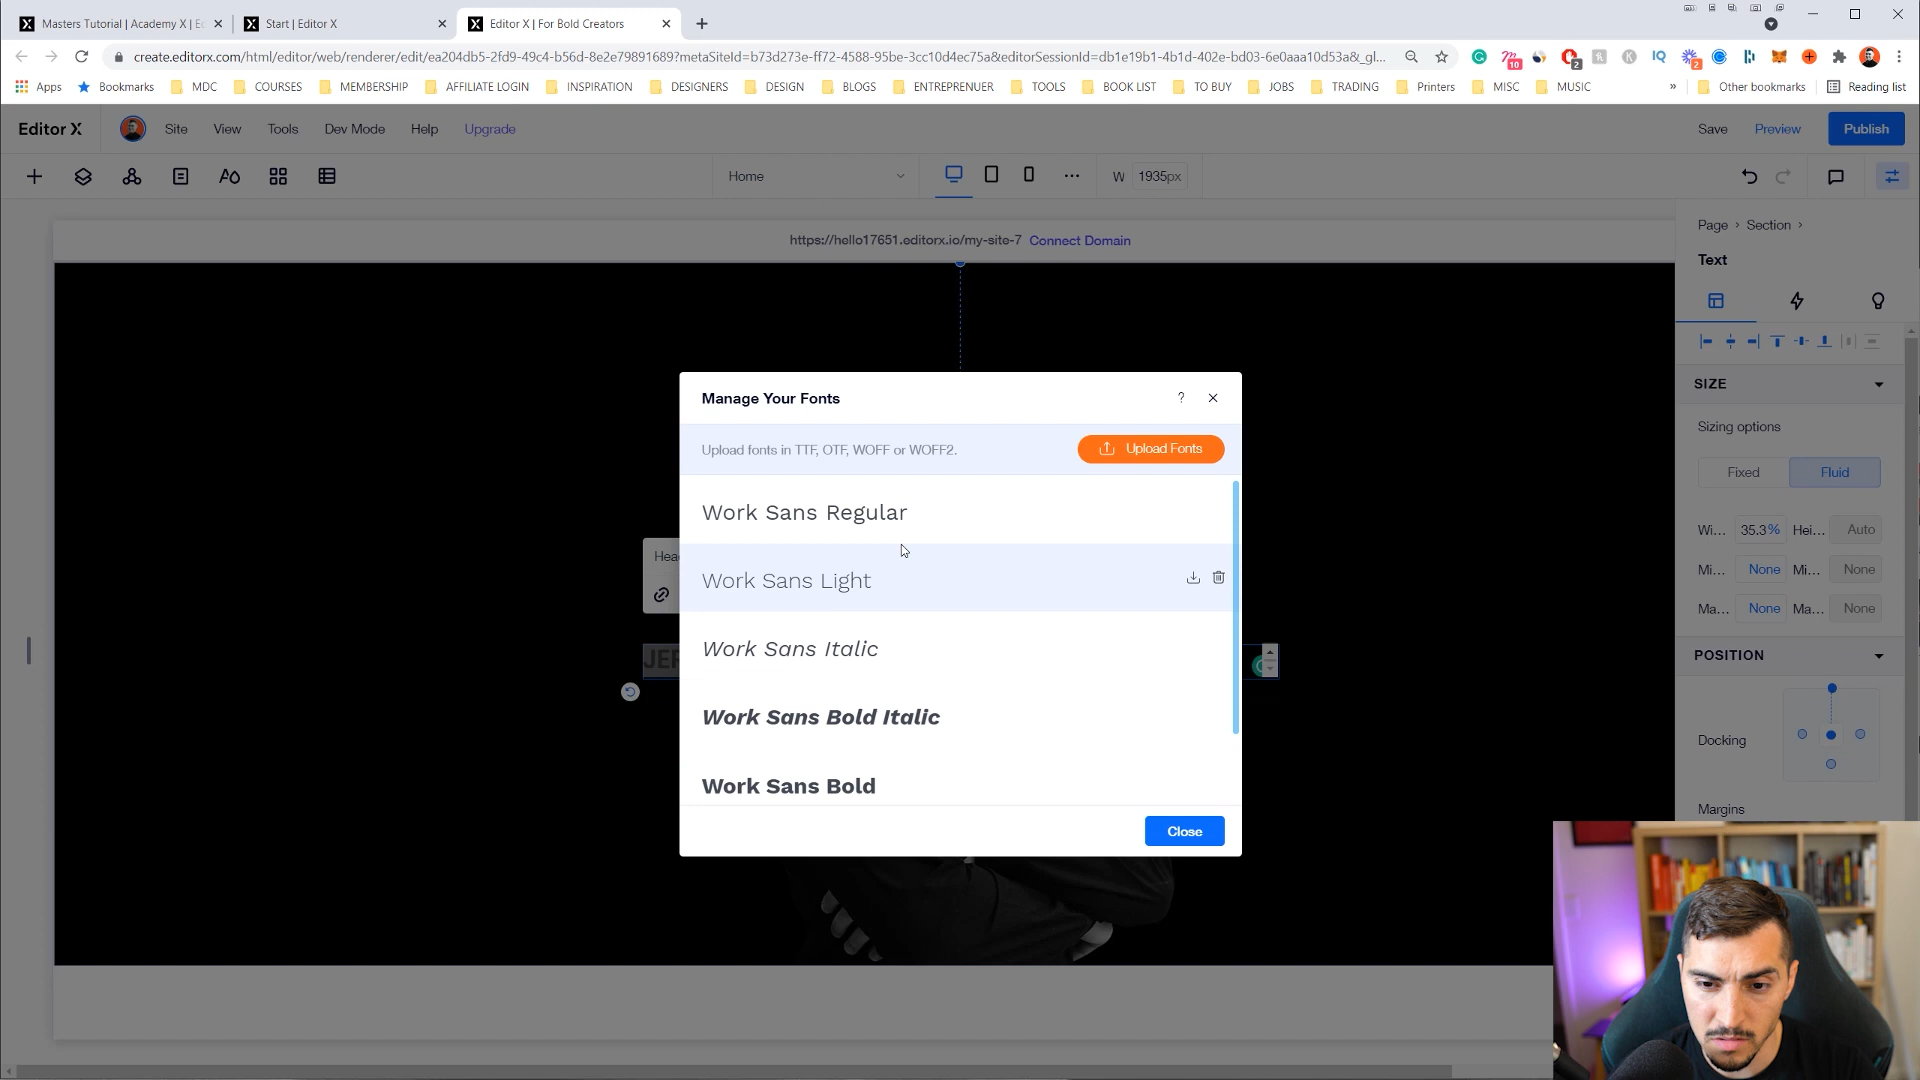 Masters Tutorial | Academy X | Ec
Start | Editor X
Editor X | For Bold Creators
create.editorx.com/html/editor/web/renderer/edit/ea204db5-2fd9-49c4-b56d-8e2e79891689?metaSiteId=b73d273e-ff72-4588-95be-3cc10d4ec75a&editorSessionId=db1e19b1-4b1d-402e-bd03-6e0aaa10d53a&_gl...
10
2
K
IQ
2
Apps
Bookmarks
MDC
COURSES
MEMBERSHIP
AFFILIATE LOGIN
INSPIRATION
DESIGNERS
DESIGN
BLOGS
ENTREPRENUER
TOOLS
BOOK LIST
TO BUY
JOBS
TRADING
Printers
MISC
MUSIC
»
Other bookmarks
Reading list
Editor X
Site
View
Tools
Dev Mode
Help
Upgrade
Save
Preview
Publish
Home
W 1935px
https://hello17651.editorx.io/my-site-7 Connect Domain
Page › Section ›
Text
SIZE
Sizing options
Fixed
Fluid
Wi... 35.3% Hei... Auto
Mi... None Mi... None
Ma... None Ma... None
POSITION
Docking
Margins
Manage Your Fonts
?
Upload fonts in TTF, OTF, WOFF or WOFF2.
Upload Fonts
Work Sans Regular
Work Sans Light
Work Sans Italic
Work Sans Bold Italic
Work Sans Bold
Close
Hea
JER